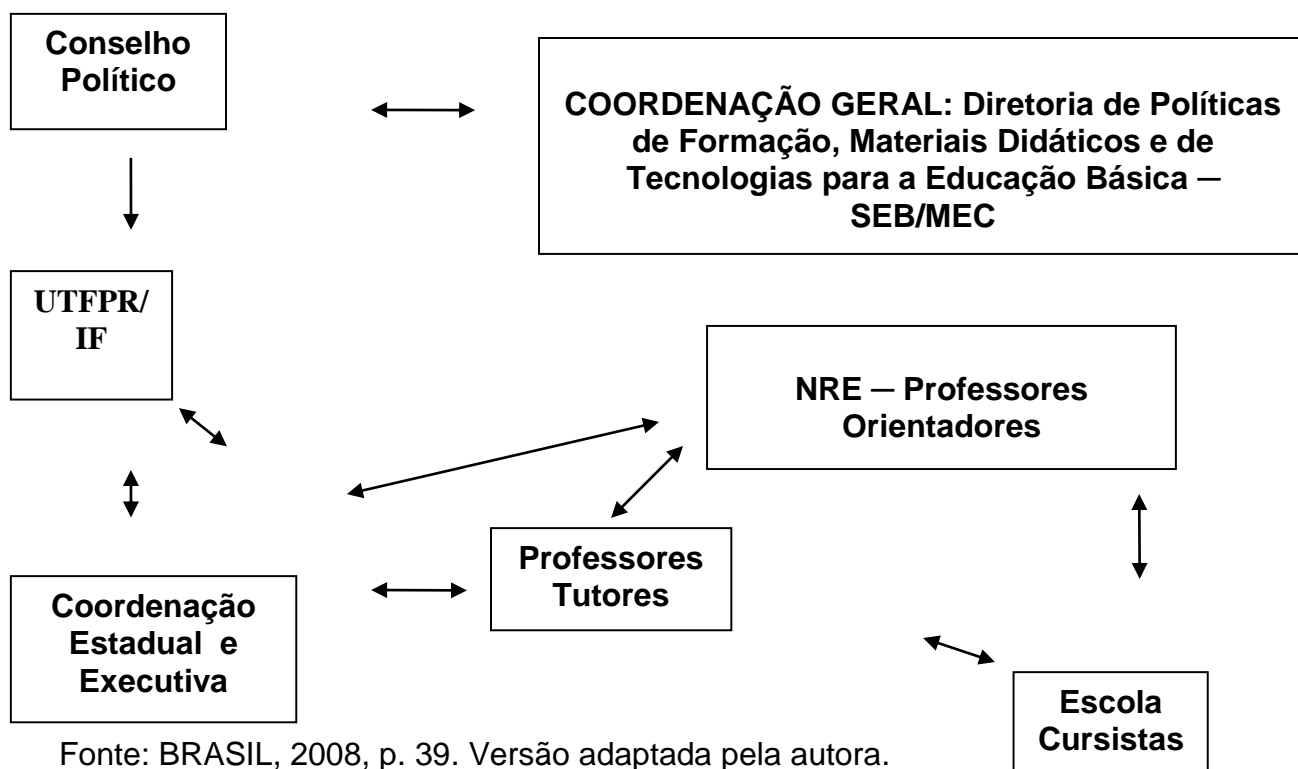 Conselho
Político
COORDENAÇÃO GERAL: Diretoria de Políticas
de Formação, Materiais Didáticos e de
Tecnologias para a Educação Básica ─
SEB/MEC
UTFPR/
IF
NRE ─ Professores
Orientadores
Professores
Tutores
Coordenação
Estadual e
Executiva
Escola
Cursistas
Fonte: BRASIL, 2008, p. 39. Versão adaptada pela autora.